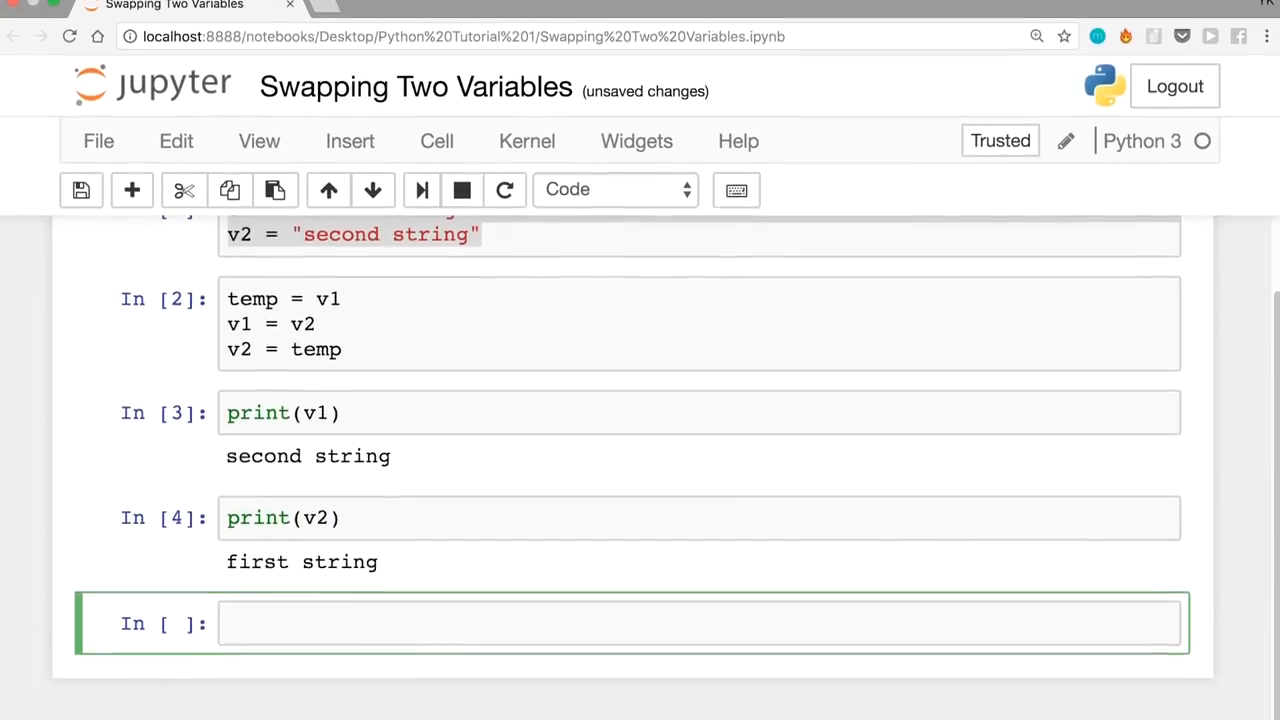 Swapping Two Variables
YK
localhost:8888/notebooks/Desktop/Python%20Tutorial%201/Swapping%20Two%20Variables.ipynb
jupyter Swapping Two Variables (unsaved changes) Logout
File Edit View Insert Cell Kernel Widgets Help Trusted Python 3
Code
v2 = "second string"
In [2]: temp = v1
v1 = v2
v2 = temp
In [3]: print(v1)
second string
In [4]: print(v2)
first string
In [ ]: